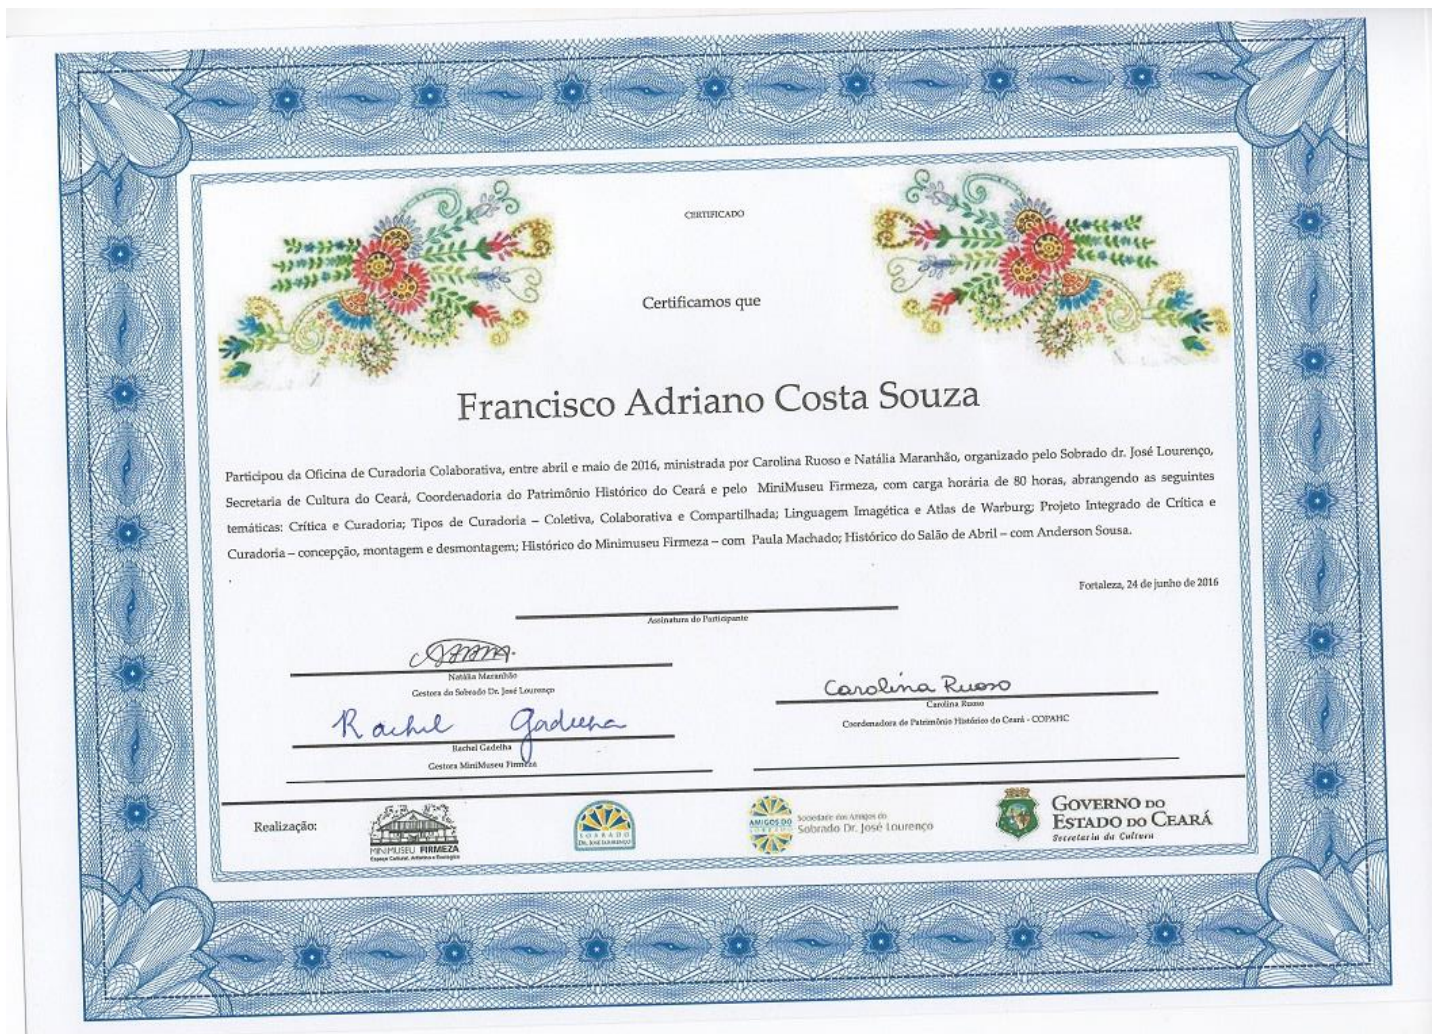 CERTIFICADO
Certificamos que
Francisco Adriano Costa Souza
Participou da Oficina de Curadoria Colaborativa, entre abril e maio de 2016, ministrada por Carolina Ruoso e Natália Maranhão, organizado pelo Sobrado dr. José Lourenço,
Secretaria de Cultura do Ceará, Coordenadoria do Patrimônio Histórico do Ceará e pelo MiniMuseu Firmeza, com carga horária de 80 horas, abrangendo as seguintes
temáticas: Crítica e Curadoria; Tipos de Curadoria – Coletiva, Colaborativa e Compartilhada; Linguagem Imagética e Atlas de Warburg; Projeto Integrado de Crítica e
Curadoria – concepção, montagem e desmontagem; Histórico do Minimuseu Firmeza – com Paula Machado; Histórico do Salão de Abril – com Anderson Sousa.
Fortaleza, 24 de junho de 2016
Assinatura do Participante
Natália Maranhão
Gestora do Sobrado Dr. José Lourenço
Carolina Ruoso
Carolina Ruoso
Coordenadora de Patrimônio Histórico do Ceará - COPAHC
Rachel Gadelha
Rachel Gadelha
Gestora MiniMuseu Firmeza
Realização:
MINIMUSEU FIRMEZA
Espaço Cultural, Artístico e Ecológico
SOBRADO
DR. JOSÉ LOURENÇO
AMIGOS DO
SOBRADO
Sociedade dos Amigos do
Sobrado Dr. José Lourenço
GOVERNO DO
ESTADO DO CEARÁ
Secretaria da Cultura